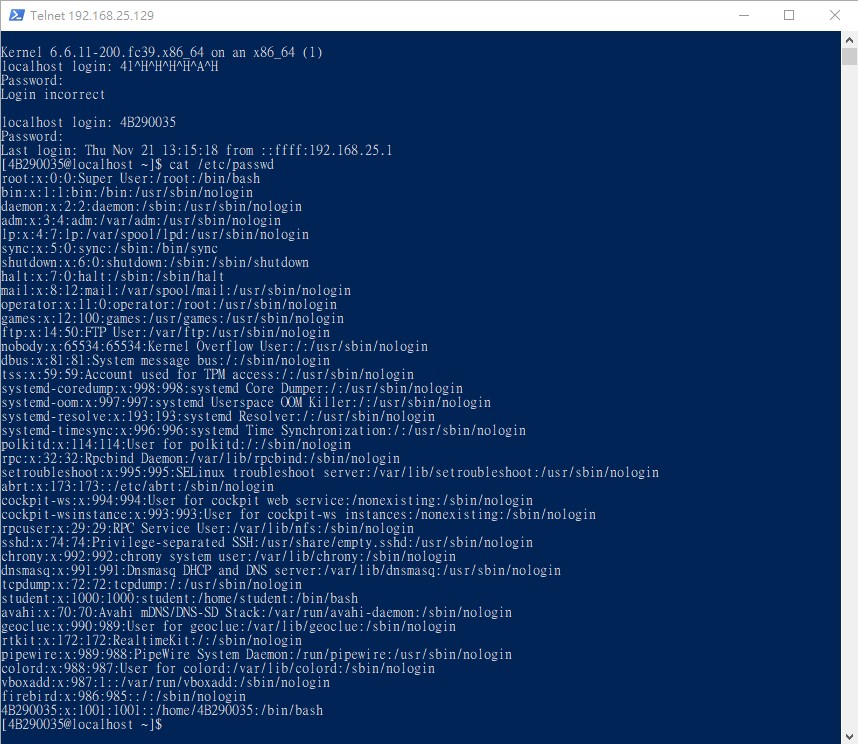 Telnet 192.168.25.129
Kernel 6.6.11-200.fc39.x86_64 on an x86_64 (1)
localhost login: 41^H^H^H^H^A^H
Password:
Login incorrect
localhost login: 4B290035
Password:
Last login: Thu Nov 21 13:15:18 from ::ffff:192.168.25.1
[4B290035@localhost ~]$ cat /etc/passwd
root:x:0:0:Super User:/root:/bin/bash
bin:x:1:1:bin:/bin:/usr/sbin/nologin
daemon:x:2:2:daemon:/sbin:/usr/sbin/nologin
adm:x:3:4:adm:/var/adm:/usr/sbin/nologin
lp:x:4:7:lp:/var/spool/lpd:/usr/sbin/nologin
sync:x:5:0:sync:/sbin:/bin/sync
shutdown:x:6:0:shutdown:/sbin:/sbin/shutdown
halt:x:7:0:halt:/sbin:/sbin/halt
mail:x:8:12:mail:/var/spool/mail:/usr/sbin/nologin
operator:x:11:0:operator:/root:/usr/sbin/nologin
games:x:12:100:games:/usr/games:/usr/sbin/nologin
ftp:x:14:50:FTP User:/var/ftp:/usr/sbin/nologin
nobody:x:65534:65534:Kernel Overflow User:/:/usr/sbin/nologin
dbus:x:81:81:System message bus:/:/usr/sbin/nologin
tss:x:59:59:Account used for TPM access:/:/usr/sbin/nologin
systemd-coredump:x:998:998:systemd Core Dumper:/:/usr/sbin/nologin
systemd-oom:x:997:997:systemd Userspace OOM Killer:/:/usr/sbin/nologin
systemd-resolve:x:193:193:systemd Resolver:/:/usr/sbin/nologin
systemd-timesync:x:996:996:systemd Time Synchronization:/:/usr/sbin/nologin
polkitd:x:114:114:User for polkitd:/:/sbin/nologin
rpc:x:32:32:Rpcbind Daemon:/var/lib/rpcbind:/sbin/nologin
setroubleshoot:x:995:995:SELinux troubleshoot server:/var/lib/setroubleshoot:/usr/sbin/nologin
abrt:x:173:173::/etc/abrt:/sbin/nologin
cockpit-ws:x:994:994:User for cockpit web service:/nonexisting:/sbin/nologin
cockpit-wsinstance:x:993:993:User for cockpit-ws instances:/nonexisting:/sbin/nologin
rpcuser:x:29:29:RPC Service User:/var/lib/nfs:/sbin/nologin
sshd:x:74:74:Privilege-separated SSH:/usr/share/empty.sshd:/usr/sbin/nologin
chrony:x:992:992:chrony system user:/var/lib/chrony:/sbin/nologin
dnsmasq:x:991:991:Dnsmasq DHCP and DNS server:/var/lib/dnsmasq:/usr/sbin/nologin
tcpdump:x:72:72:tcpdump:/:/usr/sbin/nologin
student:x:1000:1000:student:/home/student:/bin/bash
avahi:x:70:70:Avahi mDNS/DNS-SD Stack:/var/run/avahi-daemon:/sbin/nologin
geoclue:x:990:989:User for geoclue:/var/lib/geoclue:/sbin/nologin
rtkit:x:172:172:RealtimeKit:/:/sbin/nologin
pipewire:x:989:988:PipeWire System Daemon:/run/pipewire:/usr/sbin/nologin
colord:x:988:987:User for colord:/var/lib/colord:/sbin/nologin
vboxadd:x:987:1::/var/run/vboxadd:/sbin/nologin
firebird:x:986:985::/:/sbin/nologin
4B290035:x:1001:1001::/home/4B290035:/bin/bash
[4B290035@localhost ~]$